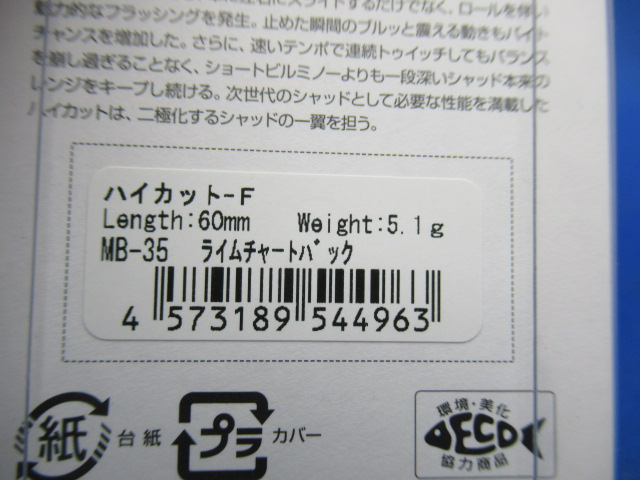 魅力的なフラッシングを発生。止めた瞬間のブルッと震える動きもバイト
チャンスを増加した。さらに、速いテンポで連続トゥイッチしてもバランス
を崩し過ぎることなく、ショートビルミノーよりも一段深いシャッド本来の
レンジをキープし続ける。次世代のシャッドとして必要な性能を満載した
ハイカットは、二極化するシャッドの一翼を担う。
ハイカット-F
Length:60mm Weight:5.1g
MB-35 ライムチャートバック
4 573189 544963
紙 台紙 プラ カバー
環境・美化
ECO
協力商品